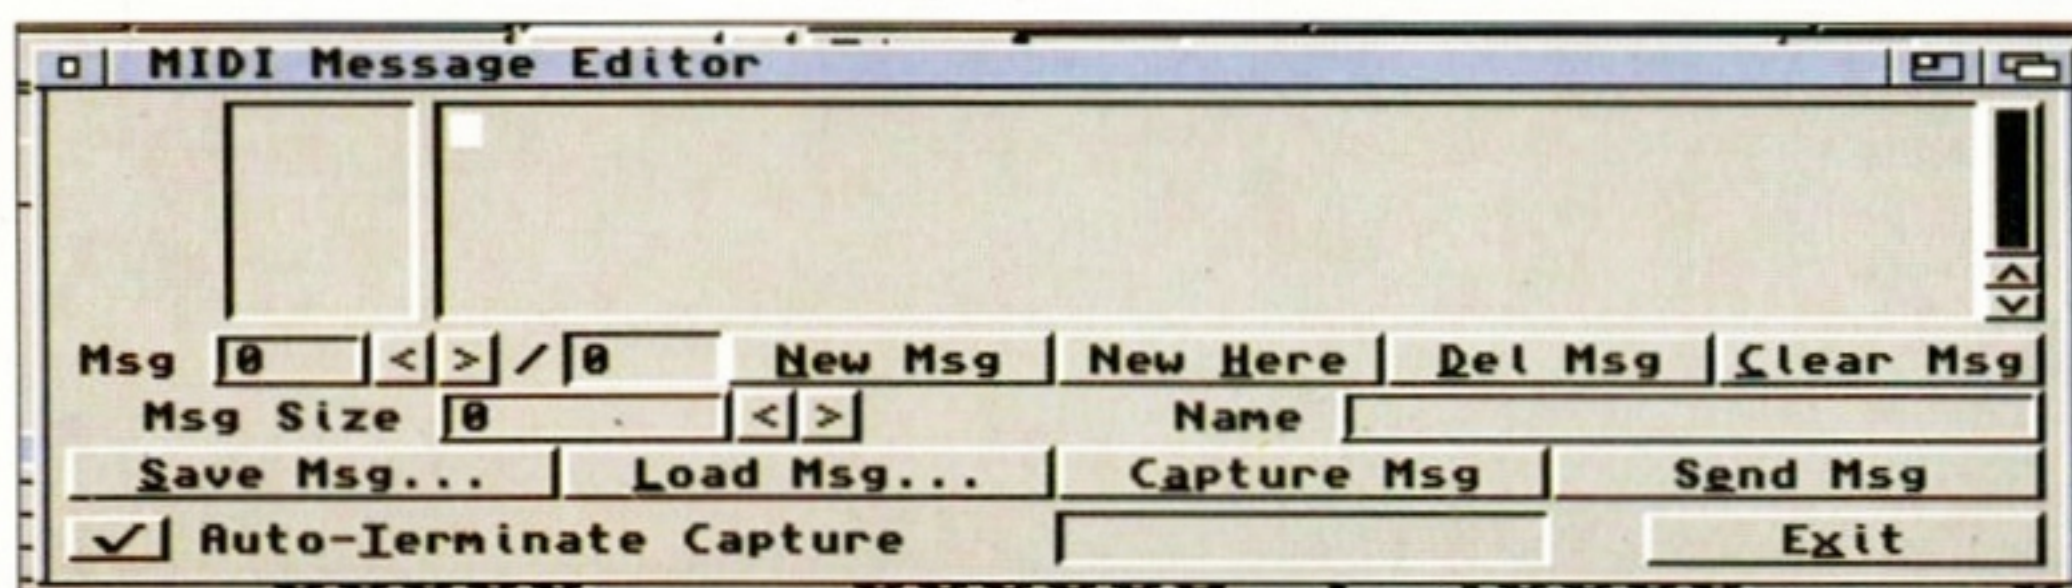 MIDI Message Editor
Msg 0 < > / 0 New Msg New Here Del Msg Clear Msg
Msg Size 0 < > Name
Save Msg... Load Msg... Capture Msg Send Msg
Auto-Terminate Capture Exit